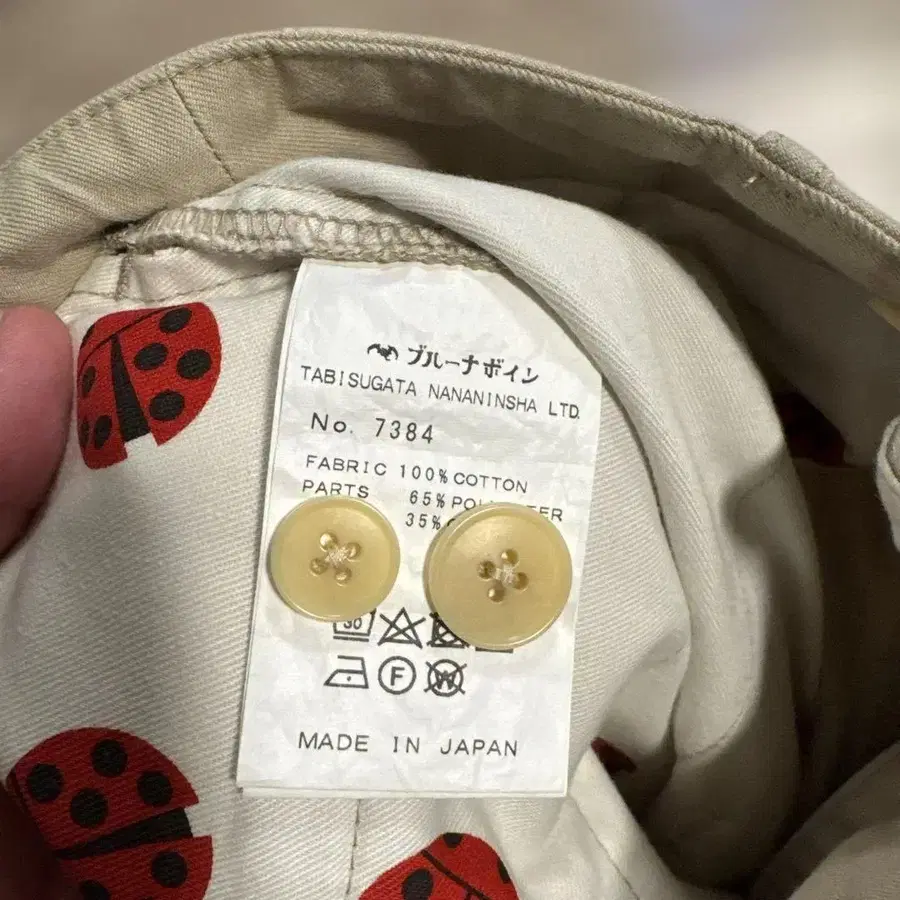 ブルーナボイン
TABISUGATA NANANINSHA LTD.
No. 7384
FABRIC 100% COTTON
PARTS 65%
35%
F
W
MADE IN JAPAN